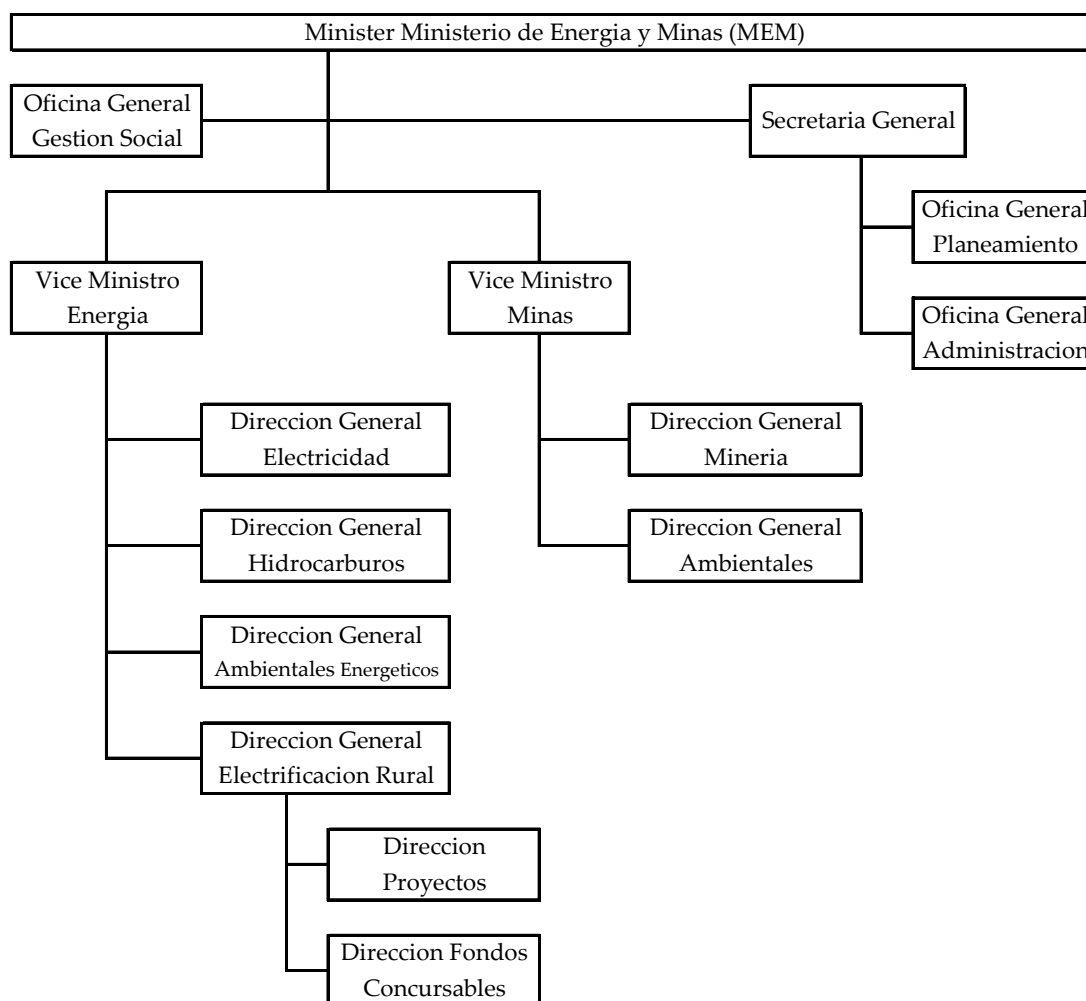 Minister Ministerio de Energia y Minas (MEM)
Oficina General
Gestion Social
Secretaria General
Oficina General
Planeamiento
Oficina General
Administracion
Vice Ministro
Energia
Vice Ministro
Minas
Direccion General
Electricidad
Direccion General
Hidrocarburos
Direccion General
Ambientales Energeticos
Direccion General
Electrificacion Rural
Direccion
Proyectos
Direccion Fondos
Concursables
Direccion General
Mineria
Direccion General
Ambientales